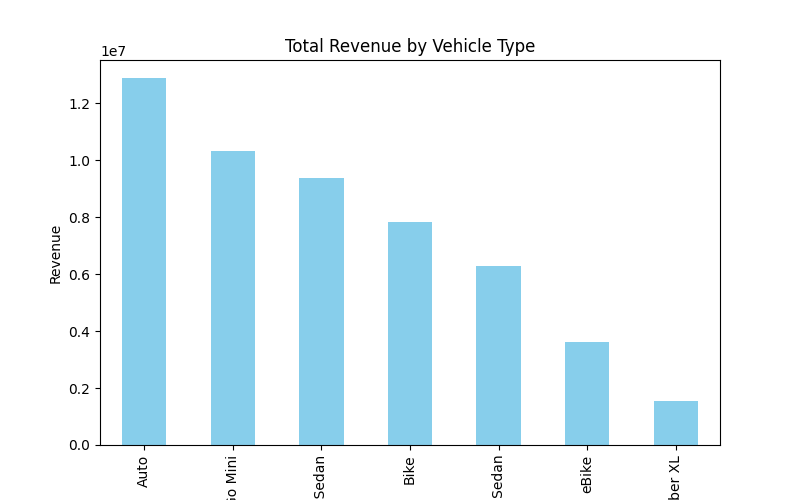 Total Revenue by Vehicle Type
1e7
1.2
1.0
0.8
0.6
0.4
0.2
0.0
Revenue
Auto
Mini
Sedan
Bike
Sedan
eBike
XL